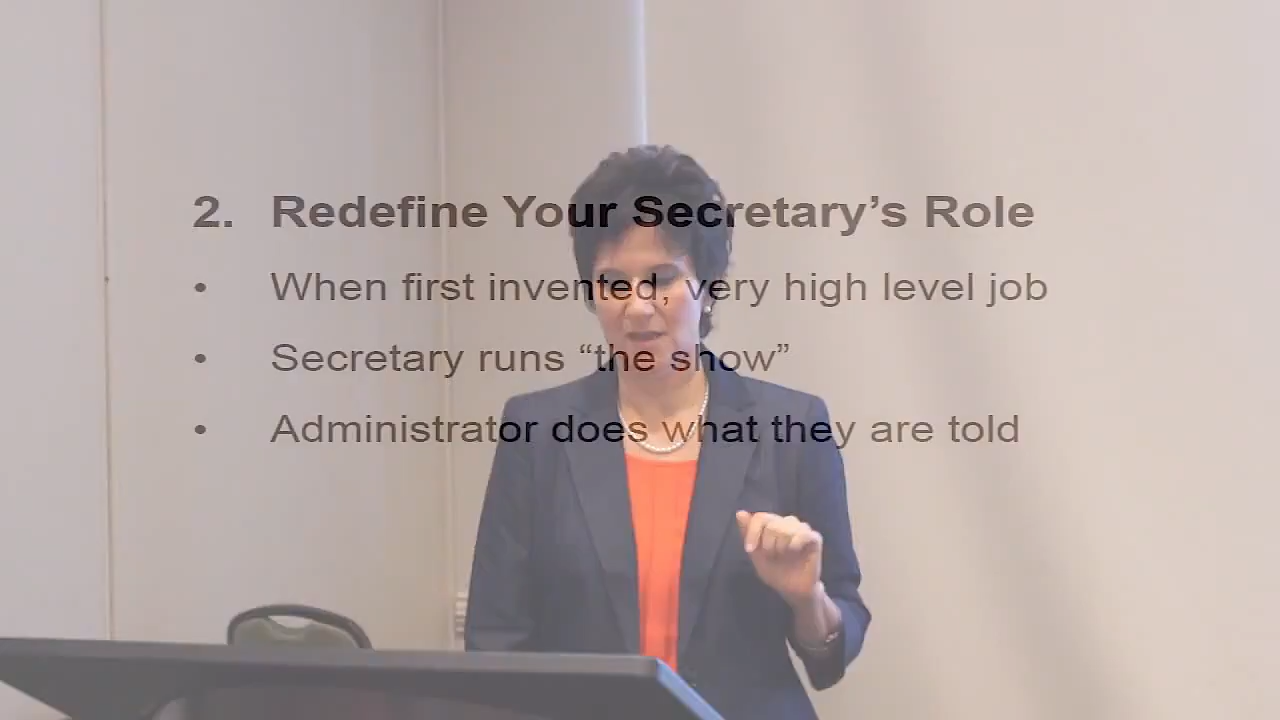 2. Redefine Your Secretary’s Role
• When first invented, very high level job
• Secretary runs “the show”
• Administrator does what they are told